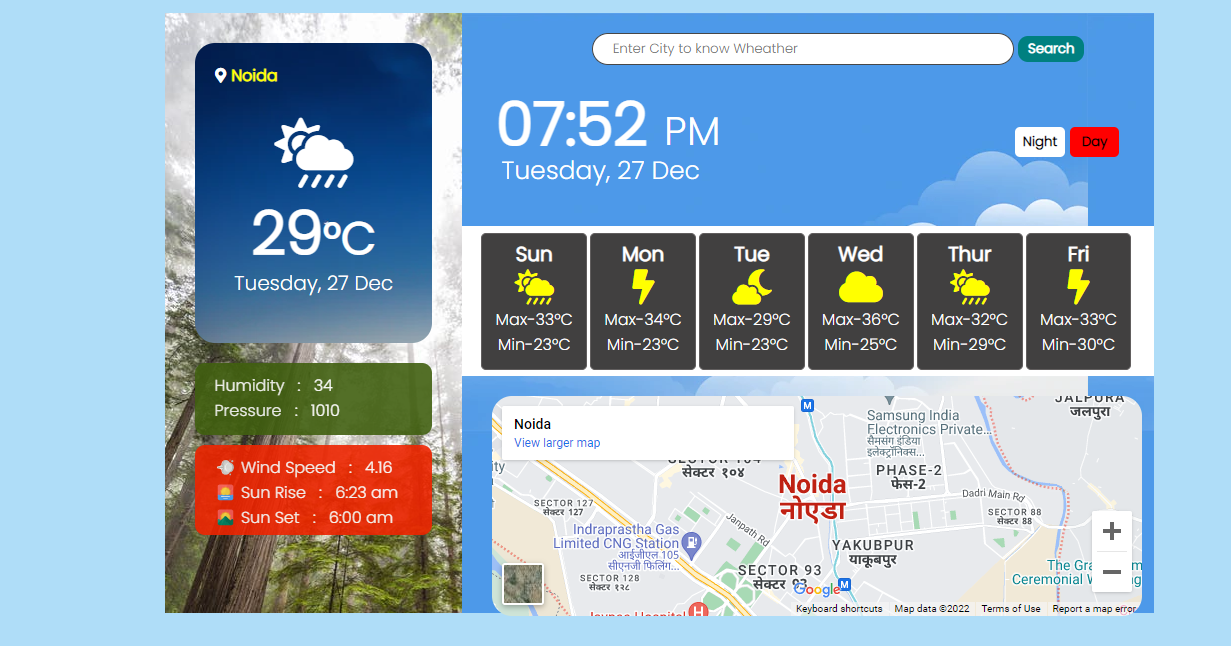 Noida
29°C
Tuesday, 27 Dec
Humidity : 34
Pressure : 1010
Wind Speed : 4.16
Sun Rise : 6:23 am
Sun Set : 6:00 am
Enter City to know Wheather
Search
07:52 PM
Tuesday, 27 Dec
Night
Day
Sun
Max-33°C
Min-23°C
Mon
Max-34°C
Min-23°C
Tue
Max-29°C
Min-23°C
Wed
Max-36°C
Min-25°C
Thur
Max-32°C
Min-29°C
Fri
Max-33°C
Min-30°C
Noida
View larger map
M
Samsung India
Electronics Private...
सैमसंग इंडिया
इलेक्ट्रॉनिक्स...
JALPURA
जलपुरा
SECTOR 104
सेक्टर १०४
PHASE-2
फेस-2
Noida
नोएडा
Dadri Main Rd
SECTOR 127
सेक्टर 127
SECTOR 88
सेक्टर 88
Indraprastha Gas
Limited CNG Station
आईजीएल 105
सीएनजी फिलिंग...
Janpath Rd
YAKUBPUR
याकूबपुर
SECTOR 93
सेक्टर 93
SECTOR 128
सेक्टर १२८
Google
M
Jaypee Hospital
H
Keyboard shortcuts
Map data ©2022
Terms of Use
Report a map error